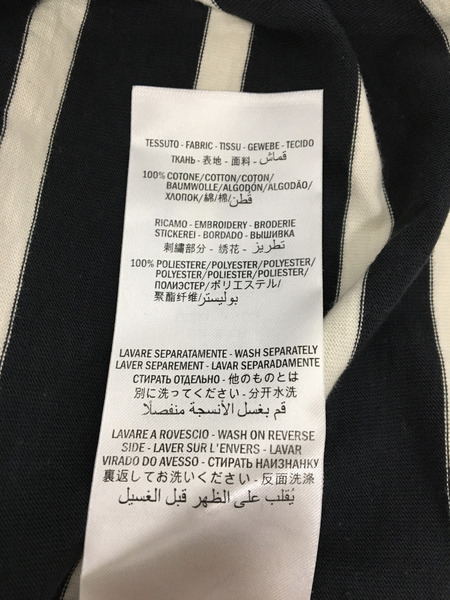 TESSUTO - FABRIC - TISSU - GEWEBE - TECIDO
ТКАНЬ - 表地 - 面料 - قماش
100% COTONE/COTTON/COTON/
BAUMWOLLE/ALGODÓN/ALGODÃO/
ХЛОПОК/綿/棉/قطن
RICAMO - EMBROIDERY - BRODERIE
STICKEREI - BORDADO - ВЫШИВКА
刺繍部分 - 绣花 - تطريز
100% POLIESTERE/POLYESTER/POLYESTER/
POLYESTER/POLIESTER/POLIESTER/
ПОЛИЭСТЕР/ポリエステル/
聚酯纤维/بوليستر
LAVARE SEPARATAMENTE - WASH SEPARATELY
LAVER SEPAREMENT - LAVAR SEPARADAMENTE
СТИРАТЬ ОТДЕЛЬНО - 他のものとは
別に洗ってください - 分开水洗
قم بغسل الأنسجة منفصلًا
LAVARE A ROVESCIO - WASH ON REVERSE
SIDE - LAVER SUR L'ENVERS - LAVAR
VIRADO DO AVESSO - СТИРАТЬ НАИЗНАНКУ
裏返してお洗いください - 反面洗涤
يُقلب على الظهر قبل الغسيل